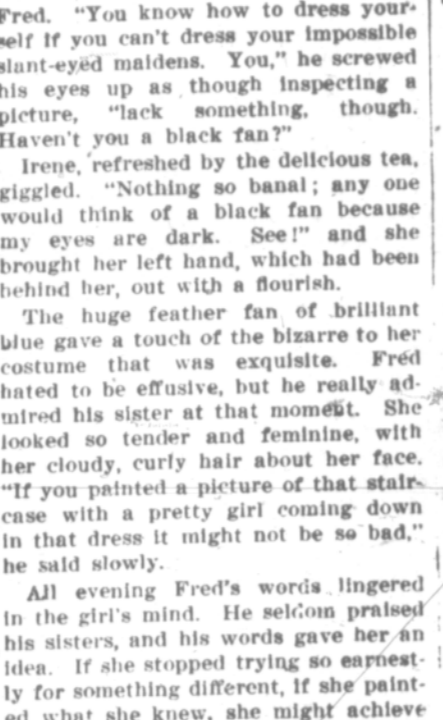 Fred. "You know how to dress your-
self if you can't dress your impossible
slant-eyed maidens. You," he screwed
his eyes up as though inspecting a
picture, "lack something, though.
Haven't you a black fan?"
Irene, refreshed by the delicious tea,
giggled. "Nothing so banal; any one
would think of a black fan because
my eyes are dark. See!" and she
brought her left hand, which had been
behind her, out with a flourish.
The huge feather fan of brilliant
blue gave a touch of the bizarre to her
costume that was exquisite. Fred
hated to be effusive, but he really ad-
mired his sister at that moment. She
looked so tender and feminine, with
her cloudy, curly hair about her face.
"If you painted a picture of that stair-
case with a pretty girl coming down
in that dress it might not be so bad,"
he said slowly.
All evening Fred's words lingered
in the girl's mind. He seldom praised
his sisters, and his words gave her an
idea. If she stopped trying so earnest-
ly for something different, if she paint-
ed what she knew, she might achieve